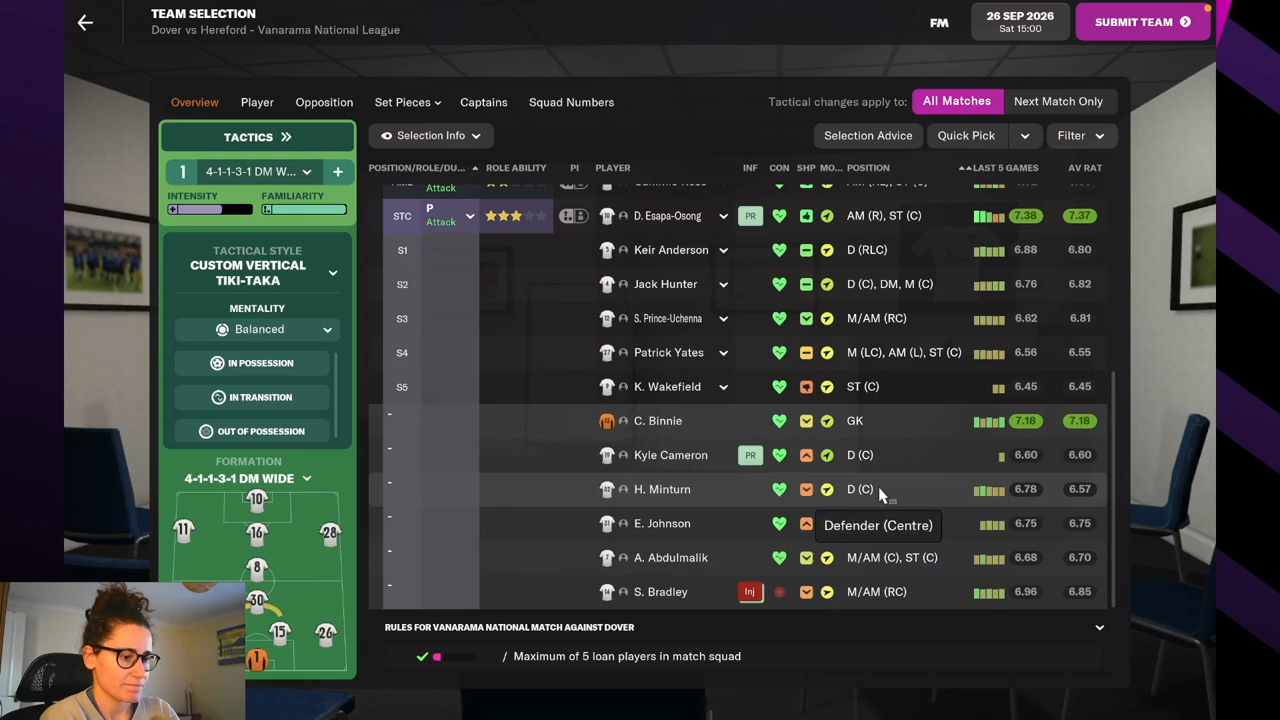 TEAM SELECTION
Dover vs Hereford - Vanarama National League
FM
26 SEP 2026
Sat 15:00
SUBMIT TEAM
Overview Player Opposition Set Pieces Captains Squad Numbers
Tactical changes apply to: All Matches Next Match Only
TACTICS
Selection Info
Selection Advice Quick Pick Filter
1 4-1-1-3-1 DM W...
INTENSITY FAMILIARITY
TACTICAL STYLE
CUSTOM VERTICAL
TIKI-TAKA
MENTALITY
Balanced
IN POSSESSION
IN TRANSITION
OUT OF POSSESSION
FORMATION
4-1-1-3-1 DM WIDE
10
11
16
28
8
30
15
26
1
POSITION/ROLE/DU... ROLE ABILITY PI PLAYER INF CON SHP MO... POSITION LAST 5 GAMES AV RAT
Attack
STC P Attack 10 D. Esapa-Osong PR AM (R), ST (C) 7.38 7.37
S1 Keir Anderson D (RLC) 6.88 6.80
S2 Jack Hunter D (C), DM, M (C) 6.76 6.82
S3 12 S. Prince-Uchenna M/AM (RC) 6.62 6.81
S4 27 Patrick Yates M (LC), AM (L), ST (C) 6.56 6.55
S5 9 K. Wakefield ST (C) 6.45 6.45
- C. Binnie GK 7.18 7.18
- Kyle Cameron PR D (C) 6.60 6.60
- H. Minturn D (C) 6.78 6.57
- E. Johnson 6.75 6.75
Defender (Centre)
- 7 A. Abdulmalik M/AM (C), ST (C) 6.68 6.70
- 14 S. Bradley Inj M/AM (RC) 6.96 6.85
RULES FOR VANARAMA NATIONAL MATCH AGAINST DOVER
/ Maximum of 5 loan players in match squad